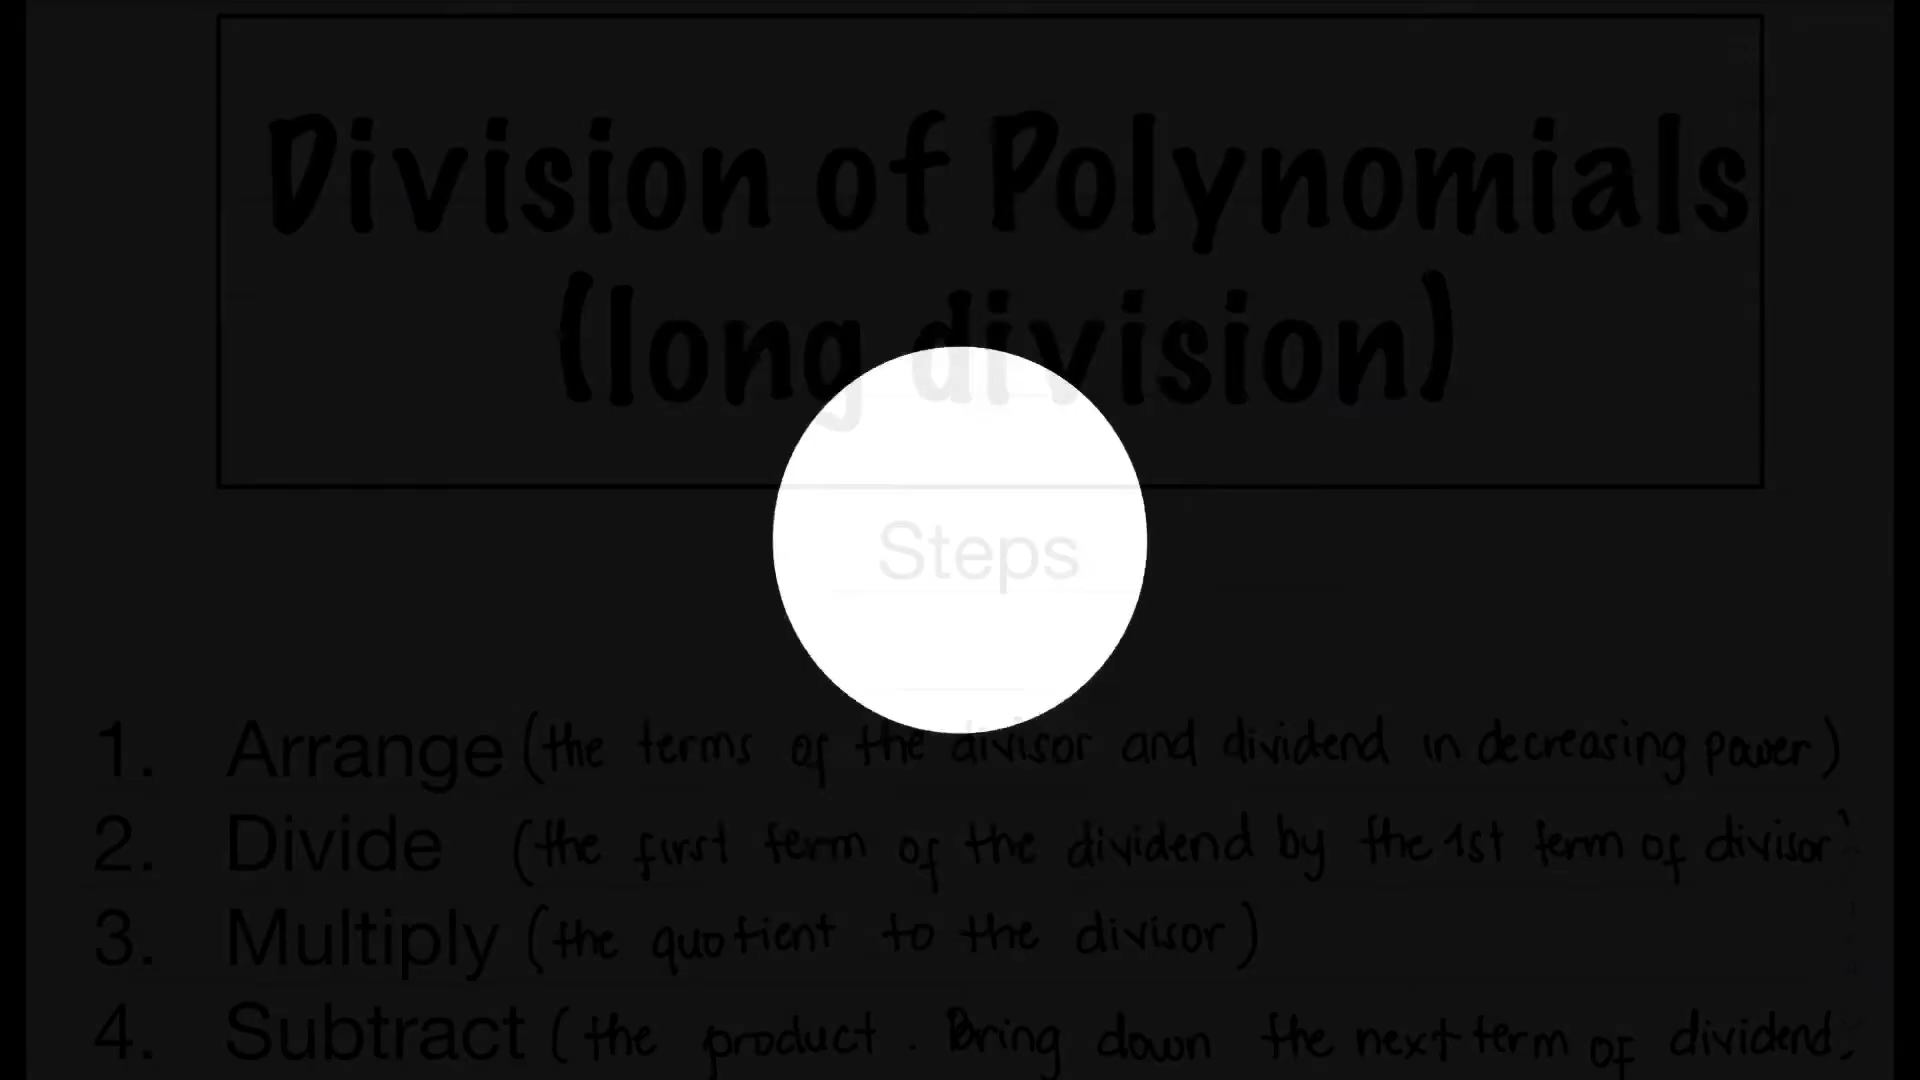 Division of Polynomials
(long division)
Steps
1. Arrange (the terms of the divisor and dividend in decreasing power)
2. Divide (the first term of the dividend by the 1st term of divisor
3. Multiply (the quotient to the divisor)
4. Subtract (the product. Bring down the next term of dividend.